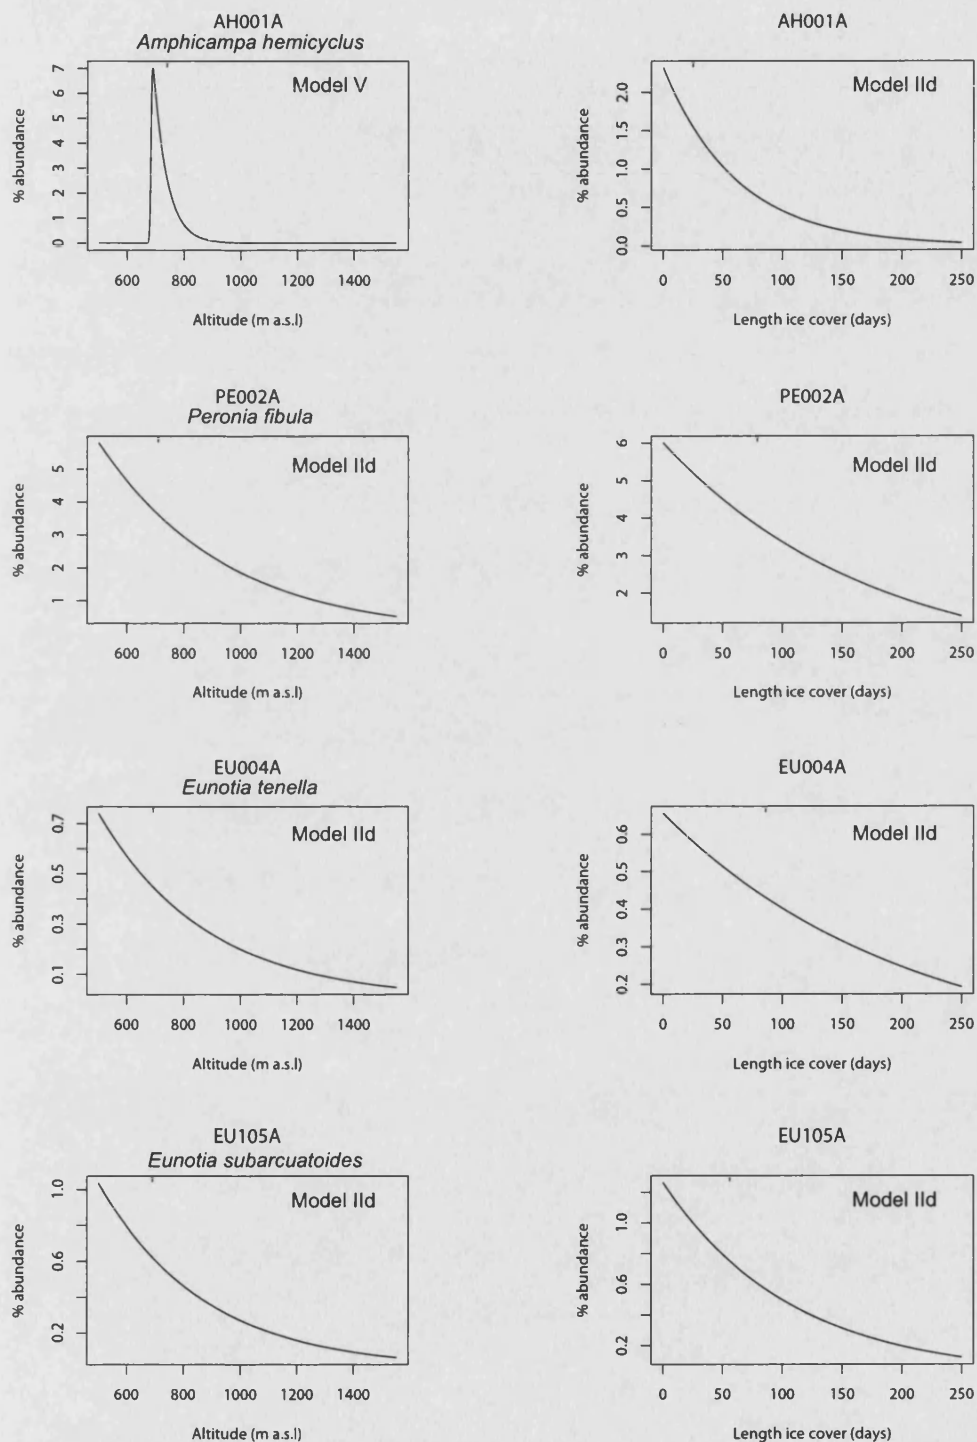 AH001A
Amphicampa hemicyclus
Model V
% abundance
7
6
5
4
3
2
1
0
600 800 1000 1200 1400
Altitude (m a.s.l)
AH001A
Model IId
% abundance
2.0
1.5
1.0
0.5
0.0
0 50 100 150 200 250
Length ice cover (days)
PE002A
Peronia fibula
Model IId
% abundance
5
4
3
2
1
600 800 1000 1200 1400
Altitude (m a.s.l)
PE002A
Model IId
% abundance
6
5
4
3
2
0 50 100 150 200 250
Length ice cover (days)
EU004A
Eunotia tenella
Model IId
% abundance
0.7
0.5
0.3
0.1
600 800 1000 1200 1400
Altitude (m a.s.l)
EU004A
Model IId
% abundance
0.6
0.5
0.4
0.3
0.2
0 50 100 150 200 250
Length ice cover (days)
EU105A
Eunotia subarcuatoides
Model IId
% abundance
1.0
0.6
0.2
600 800 1000 1200 1400
Altitude (m a.s.l)
EU105A
Model IId
% abundance
1.0
0.6
0.2
0 50 100 150 200 250
Length ice cover (days)